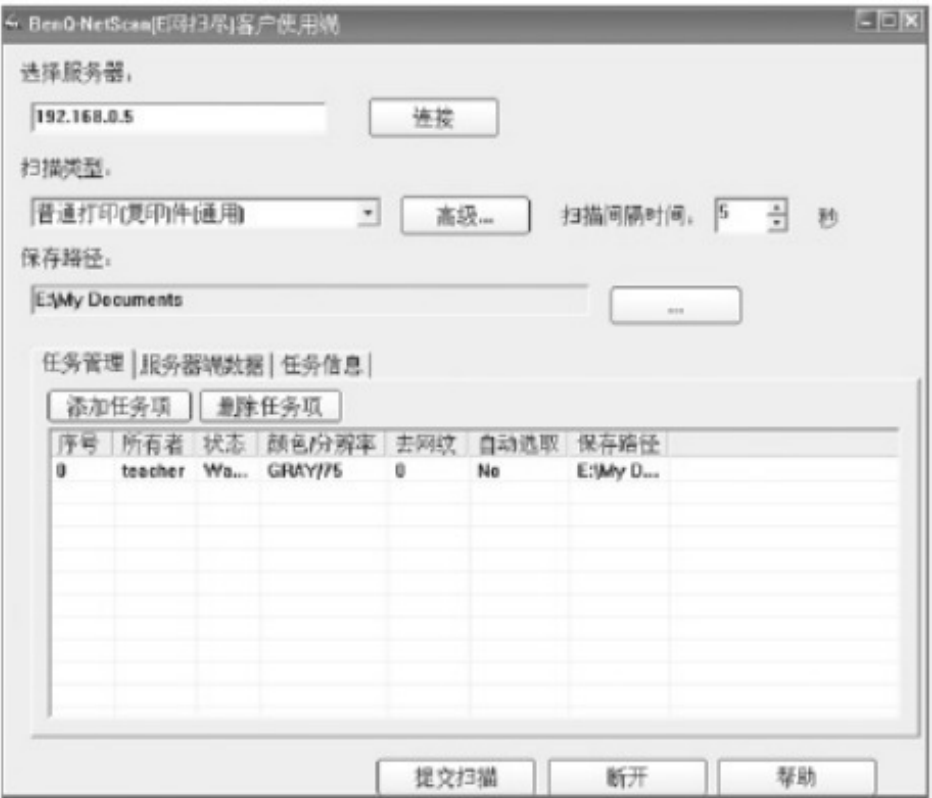 BenQ-NetScan[E网扫尽]客户使用端
选择服务器:
192.168.0.5 连接
扫描类型:
普通打印(复印)件(通用) 高级... 扫描间隔时间: 5 秒
保存路径:
E:\My Documents ...
任务管理 服务器端数据 任务信息
添加任务项 删除任务项
序号 所有者 状态 颜色/分辨率 去网纹 自动选取 保存路径
0 teacher Wa... GRAY/75 0 No E:\My D...
提交扫描 断开 帮助